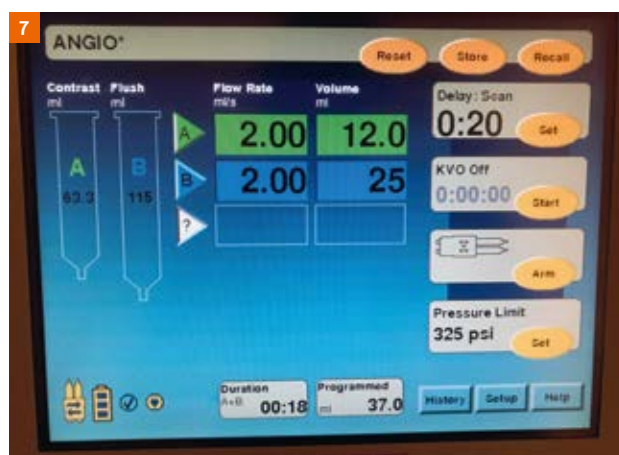 7
ANGIO*
Reset Store Recall
Contrast Flush Flow Rate Volume Delay: Scan
ml ml ml/s ml 0:20 Set
A 2.00 12.0
A B KVO Off
63.3 115 B 2.00 25 0:00:00 Start
?
Arm
Pressure Limit
325 psi Set
Duration Programmed
A+B 00:18 ml 37.0 History Setup Help